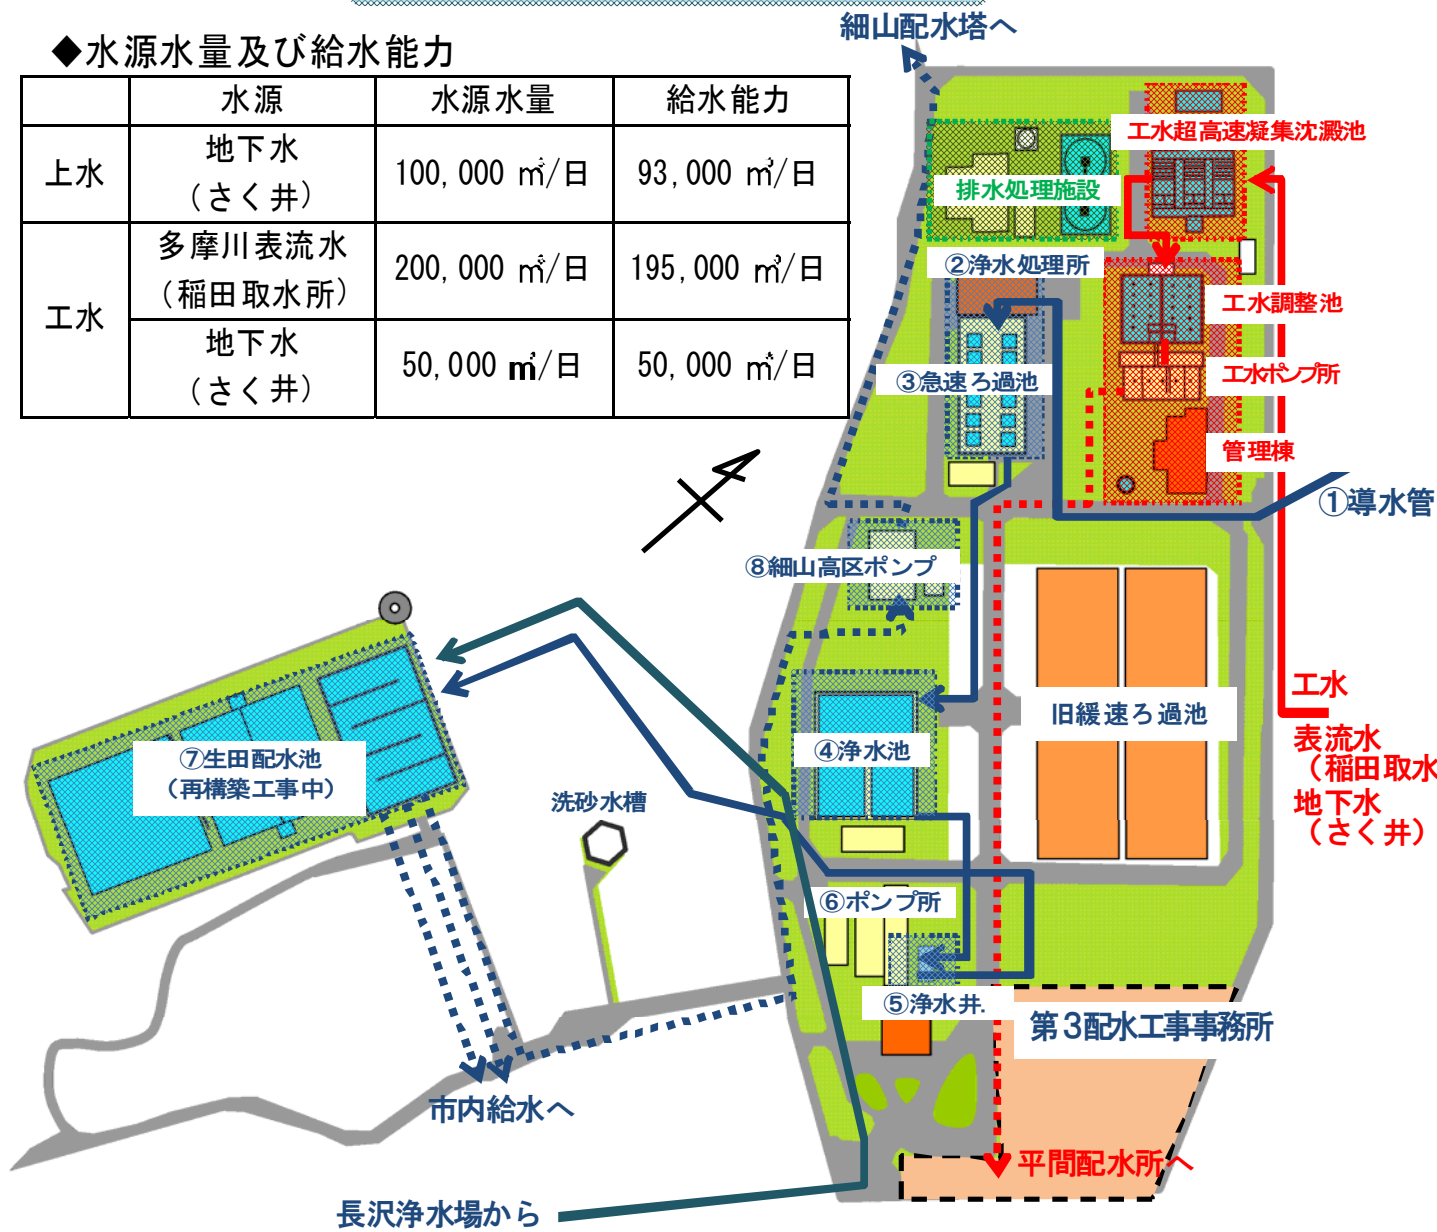 細山配水塔へ
◆水源水量及び給水能力
水源 水源水量 給水能力
上水 地下水（さく井） 100,000 ㎥/日 93,000 ㎥/日
工水 多摩川表流水（稲田取水所） 200,000 ㎥/日 195,000 ㎥/日
地下水（さく井） 50,000 ㎥/日 50,000 ㎥/日
工水超高速凝集沈澱池
排水処理施設
②浄水処理所
工水調整池
③急速ろ過池
工水ポンプ所
管理棟
①導水管
⑧細山高区ポンプ
工水
表流水
（稲田取水
地下水
（さく井）
旧緩速ろ過池
④浄水池
⑦生田配水池
（再構築工事中）
洗砂水槽
⑥ポンプ所
⑤浄水井.
第3配水工事事務所
市内給水へ
平間配水所へ
長沢浄水場から